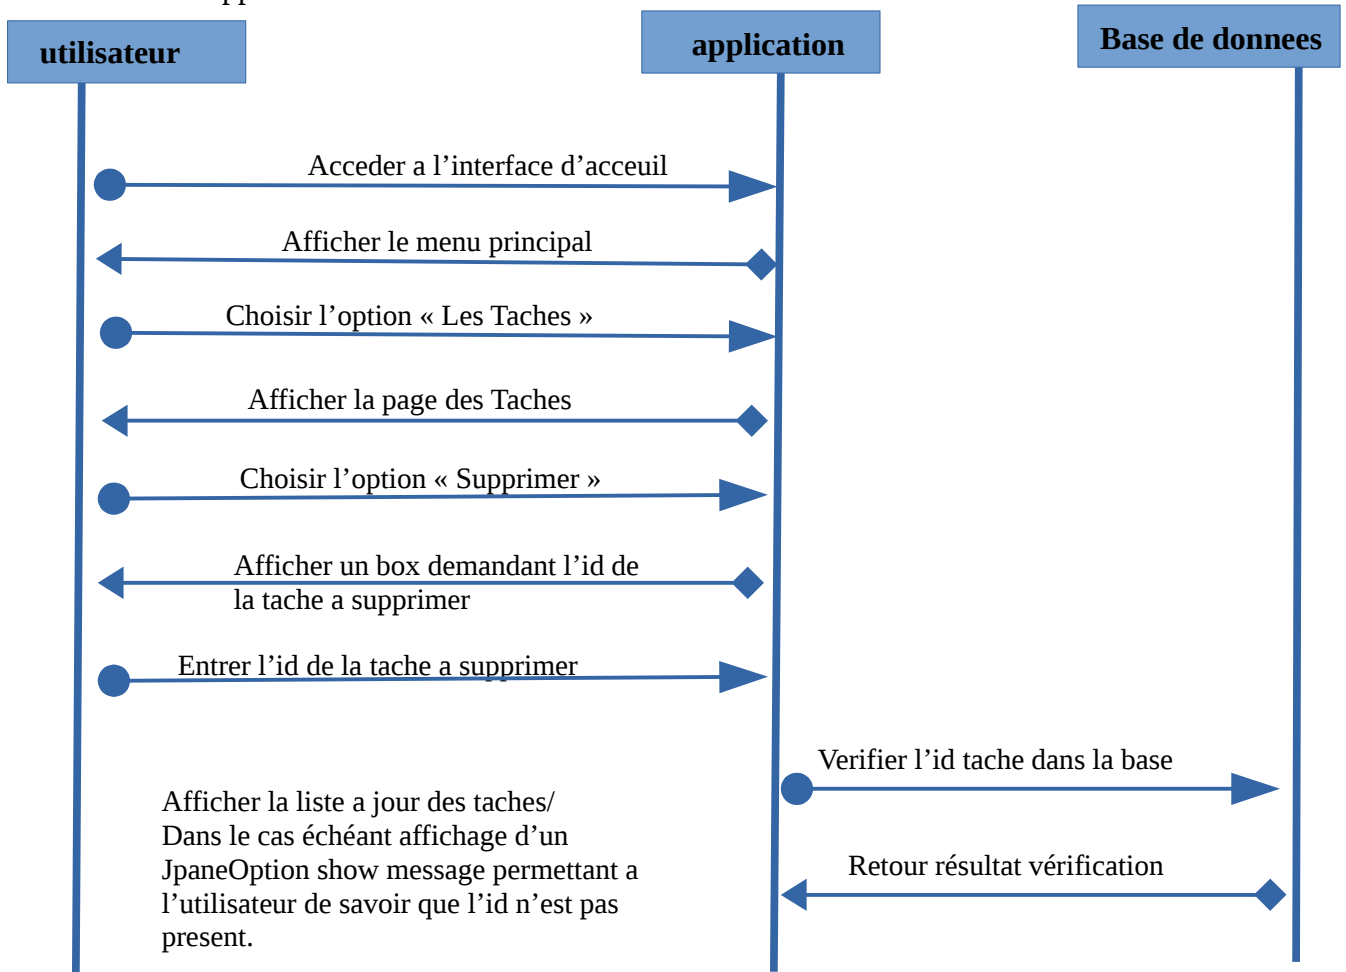 utilisateur
application
Base de donnees
Acceder a l’interface d’acceuil
Afficher le menu principal
Choisir l’option « Les Taches »
Afficher la page des Taches
Choisir l’option « Supprimer »
Afficher un box demandant l’id de
la tache a supprimer
Entrer l’id de la tache a supprimer
Verifier l’id tache dans la base
Retour résultat vérification
Afficher la liste a jour des taches/
Dans le cas échéant affichage d’un
JpaneOption show message permettant a
l’utilisateur de savoir que l’id n’est pas
present.